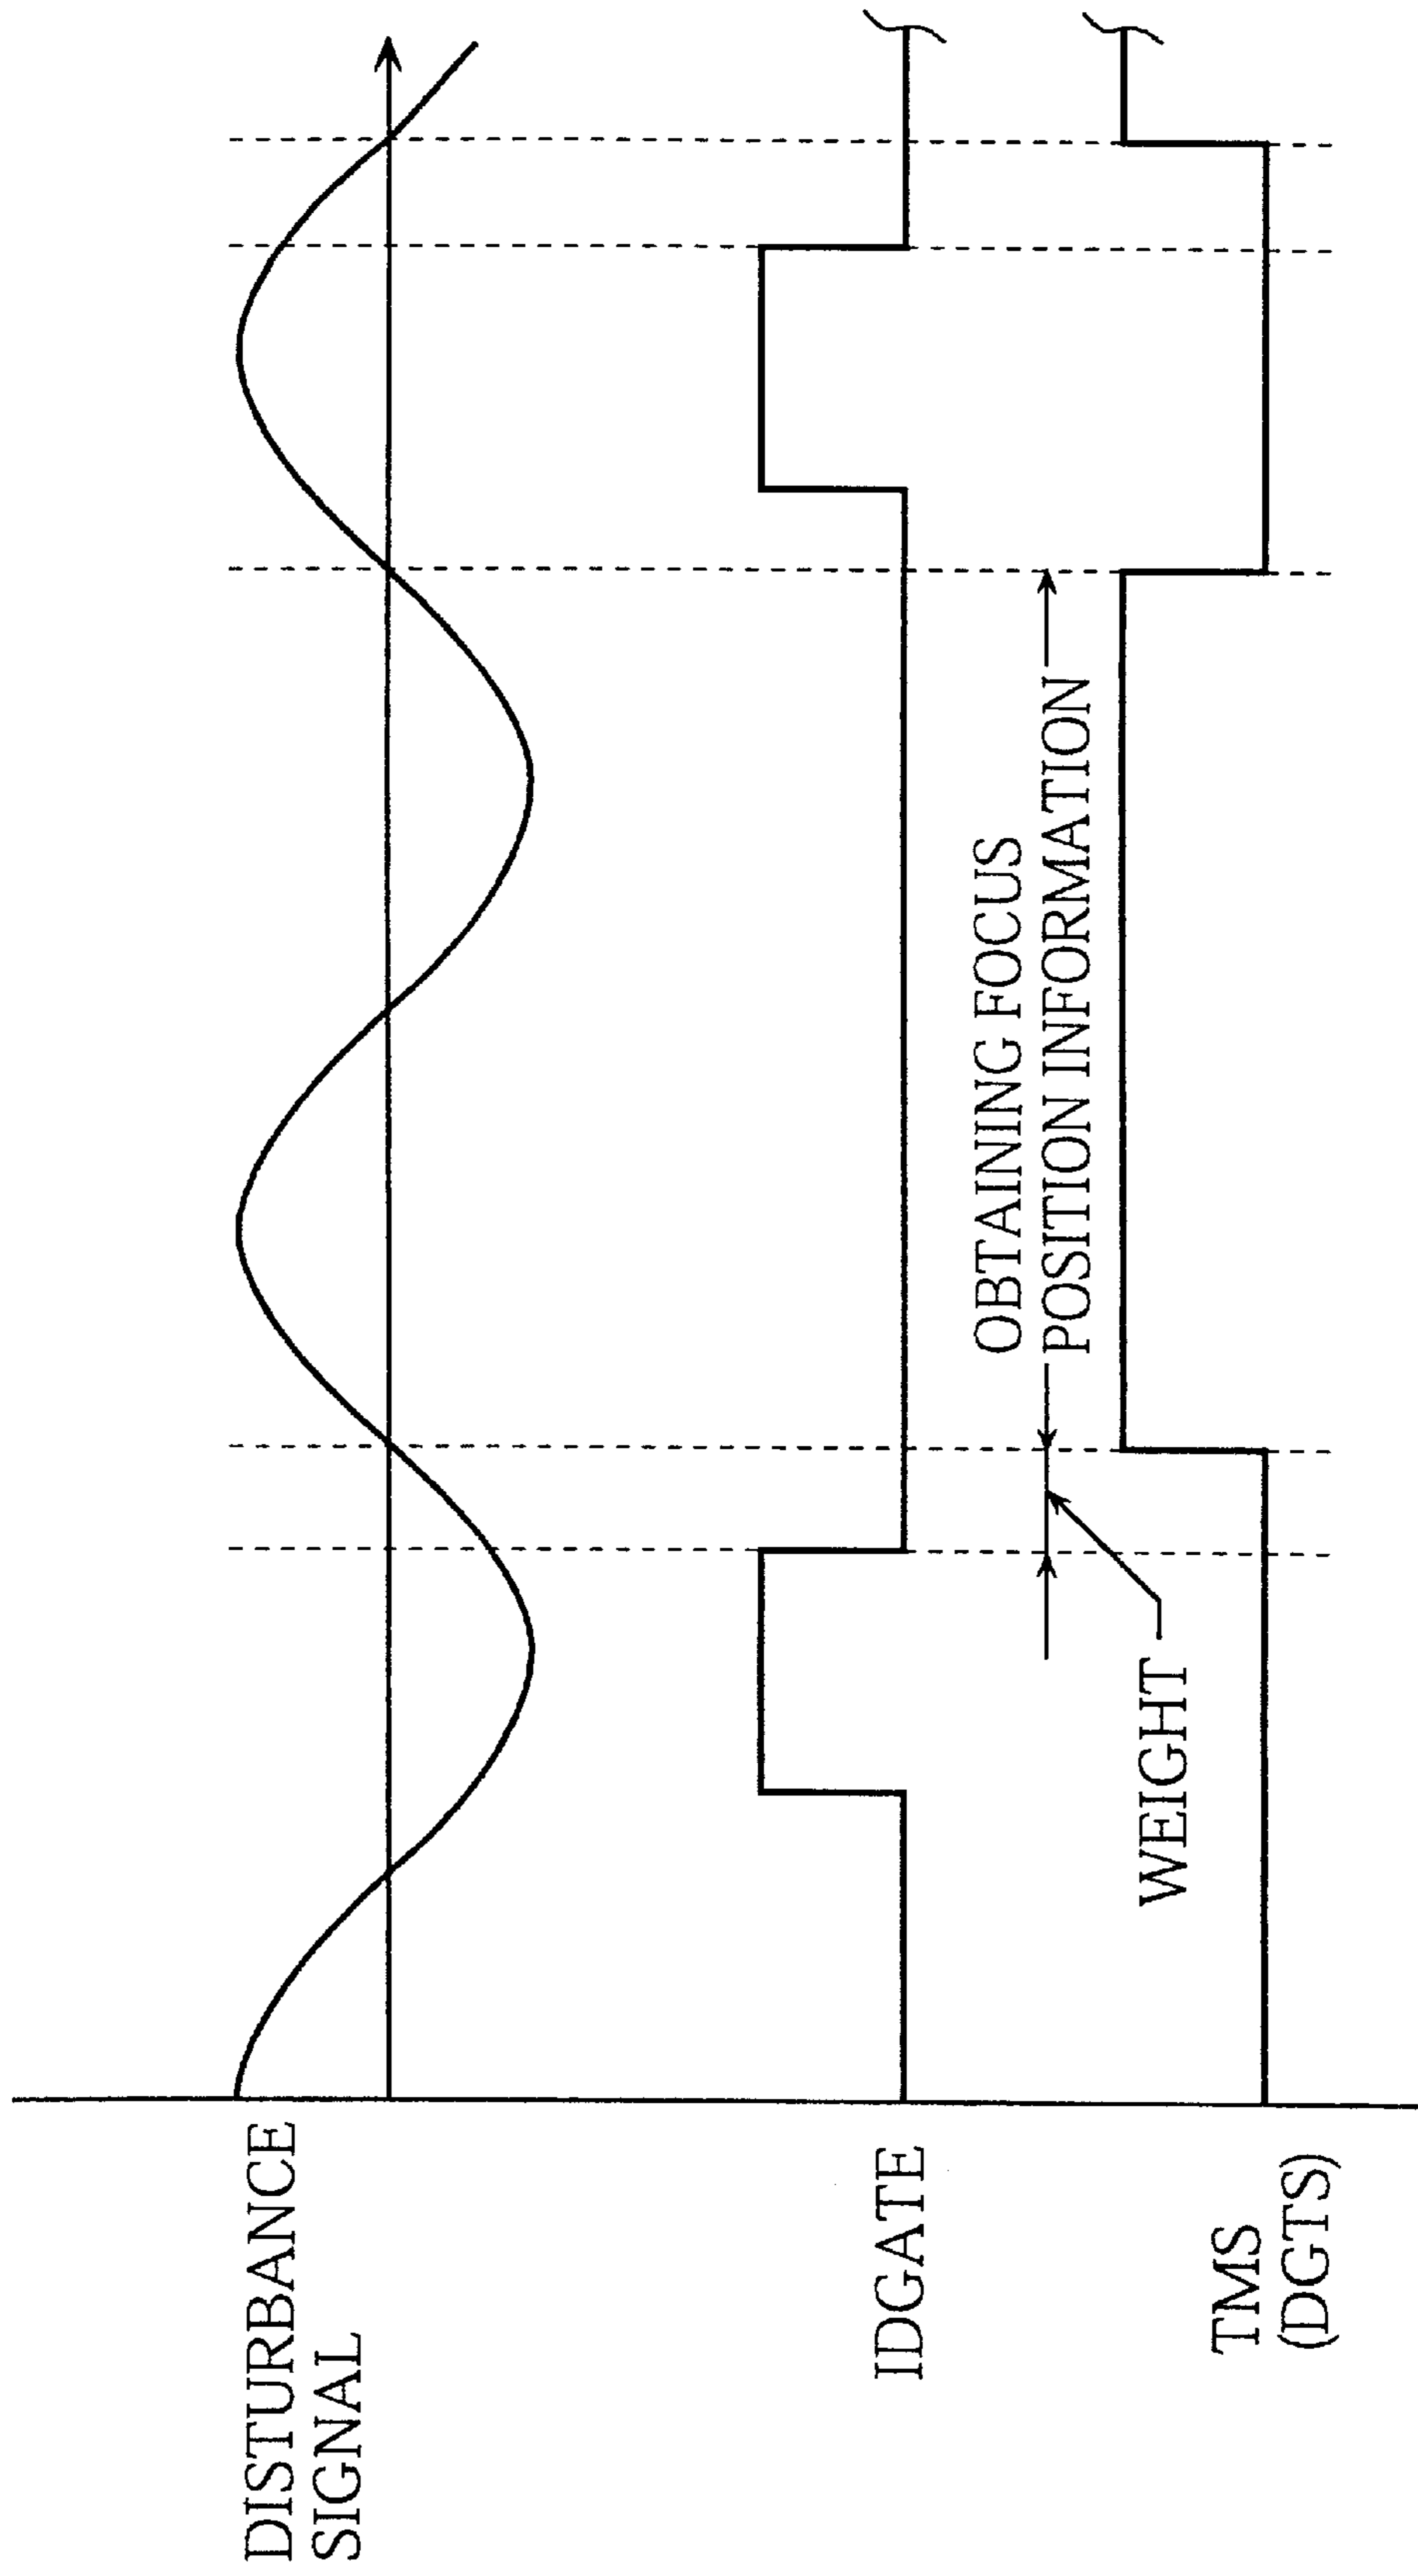 DISTURBANCE
SIGNAL
IDGATE
OBTAINING FOCUS
POSITION INFORMATION
WEIGHT
TMS
(DGTS)